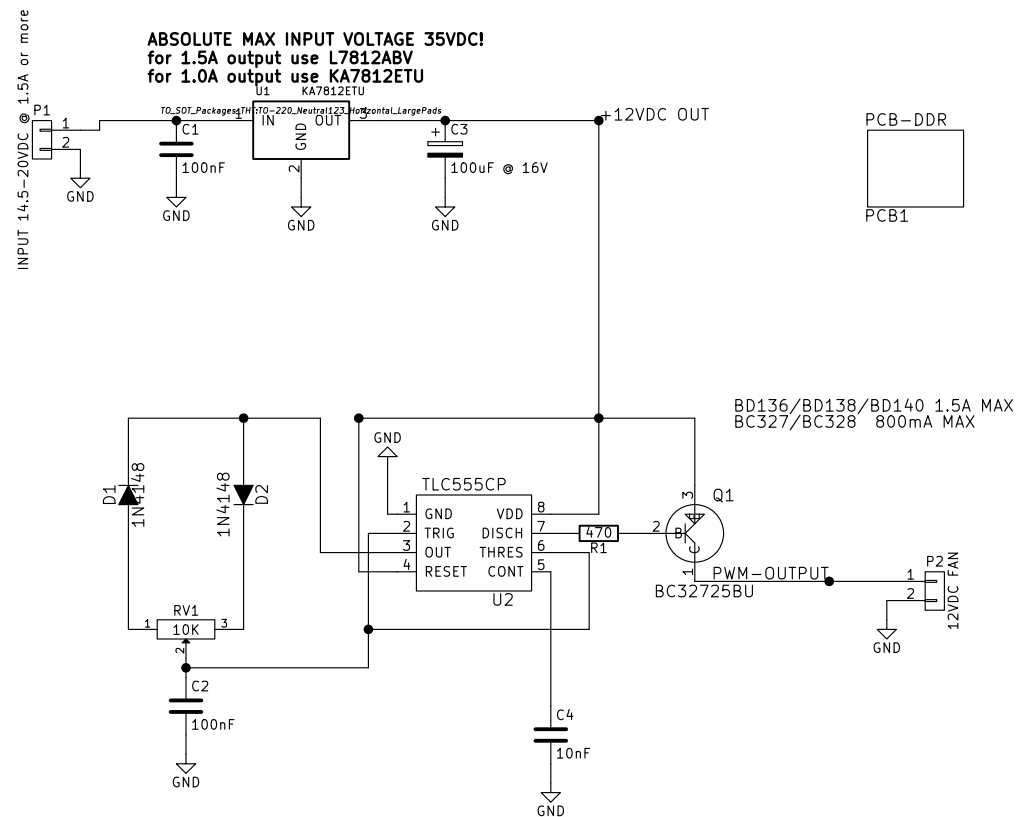 INPUT 14.5-20VDC @ 1.5A or more
ABSOLUTE MAX INPUT VOLTAGE 35VDC!
for 1.5A output use L7812ABV
for 1.0A output use KA7812ETU
U1 KA7812ETU
TO_SOT_Packages_THT:TO-220_Neutral123_Horizontal_LargePads
P1
1
2
GND
C1
100nF
GND
1
IN OUT
3
GND
2
GND
+ C3
100uF @ 16V
GND
+12VDC OUT
PCB-DDR
PCB1
BD136/BD138/BD140 1.5A MAX
BC327/BC328 800mA MAX
GND
D1
1N4148
1N4148
D2
TLC555CP
1 GND VDD 8
2 TRIG DISCH 7
3 OUT THRES 6
4 RESET CONT 5
U2
470
R1
3
Q1
2
B
C
1
BC32725BU
PWM-OUTPUT
P2
1
2
12VDC FAN
GND
RV1
1 10K 3
2
C2
100nF
GND
C4
10nF
GND